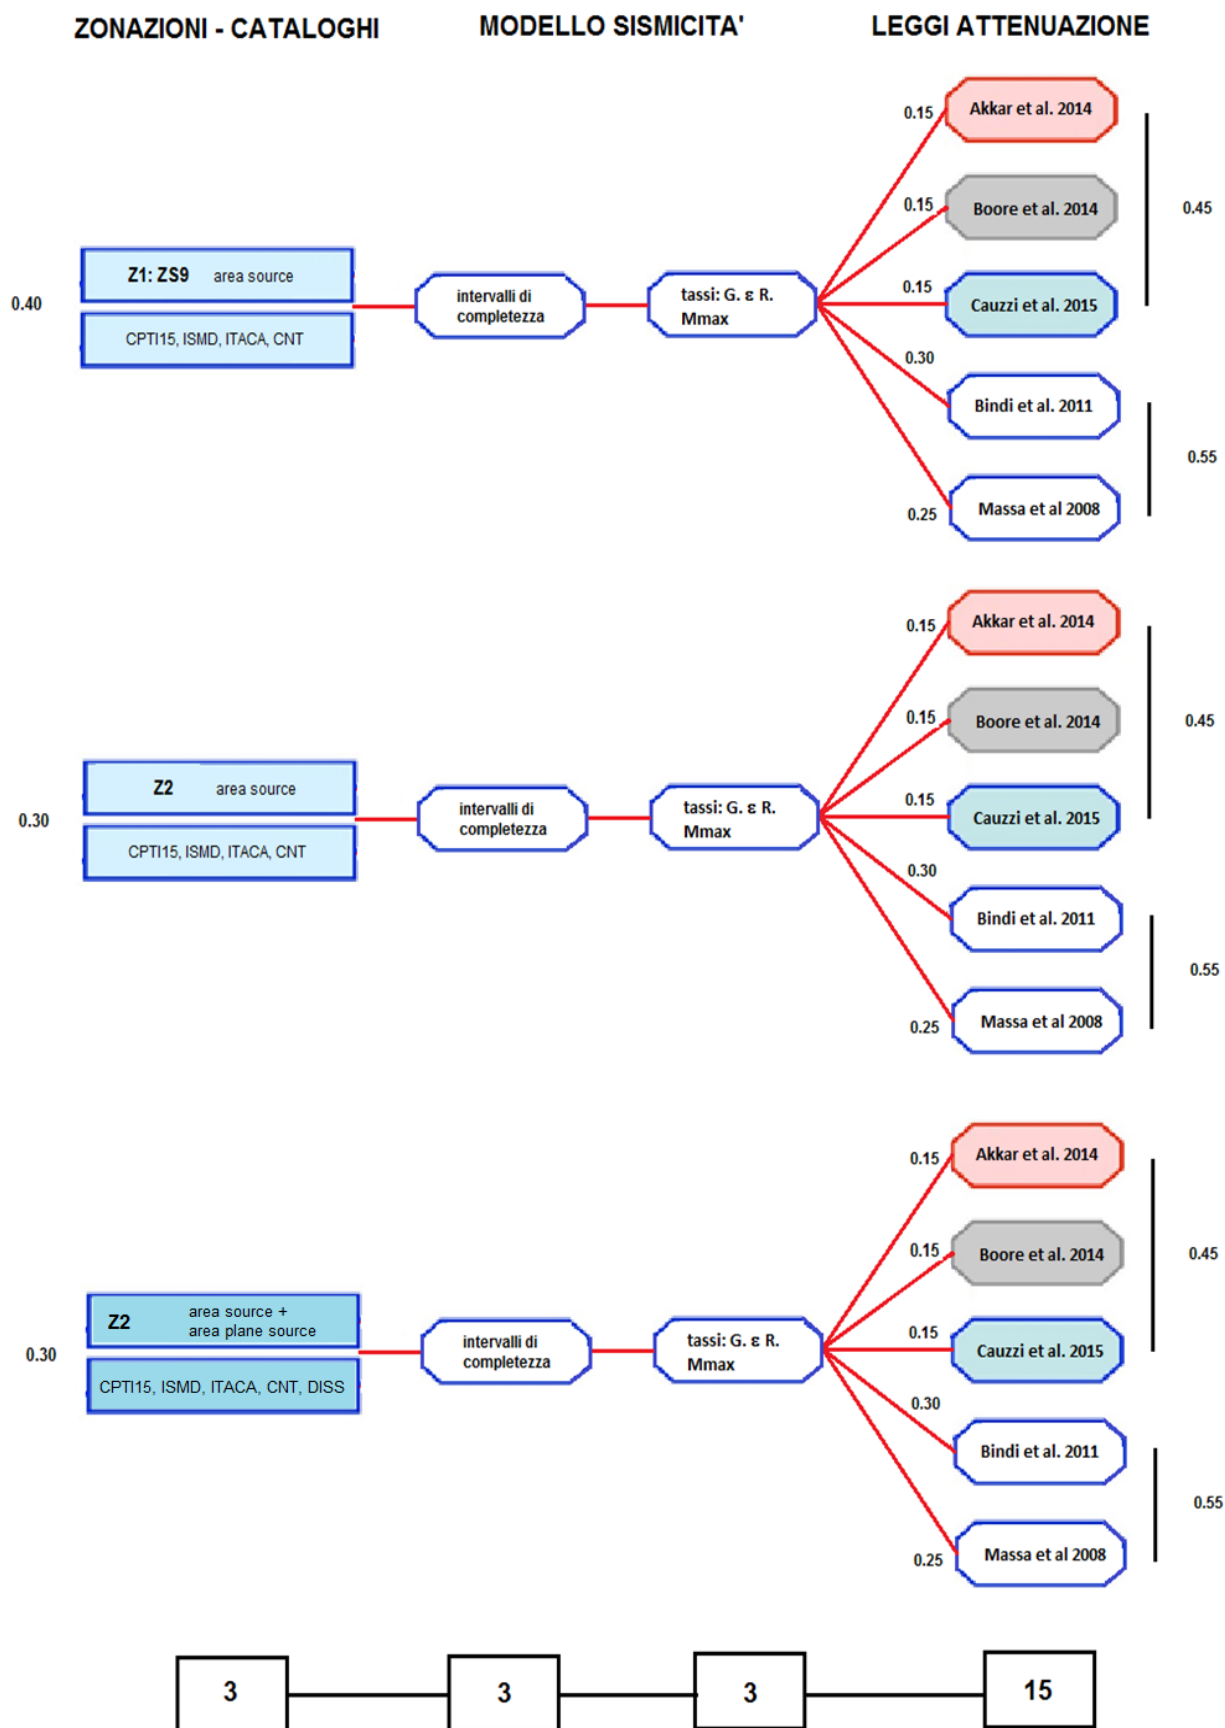 ZONAZIONI - CATALOGHI
MODELLO SISMICITA'
LEGGI ATTENUAZIONE
0.40
Z1: ZS9 area source
CPTI15, ISMD, ITACA, CNT
intervalli di
completezza
tassi: G. ε R.
Mmax
0.15
Akkar et al. 2014
0.15
Boore et al. 2014
0.15
Cauzzi et al. 2015
0.45
0.30
Bindi et al. 2011
0.25
Massa et al 2008
0.55
0.30
Z2 area source
CPTI15, ISMD, ITACA, CNT
intervalli di
completezza
tassi: G. ε R.
Mmax
0.15
Akkar et al. 2014
0.15
Boore et al. 2014
0.15
Cauzzi et al. 2015
0.45
0.30
Bindi et al. 2011
0.25
Massa et al 2008
0.55
0.30
Z2
area source +
area plane source
CPTI15, ISMD, ITACA, CNT, DISS
intervalli di
completezza
tassi: G. ε R.
Mmax
0.15
Akkar et al. 2014
0.15
Boore et al. 2014
0.15
Cauzzi et al. 2015
0.45
0.30
Bindi et al. 2011
0.25
Massa et al 2008
0.55
3
3
3
15